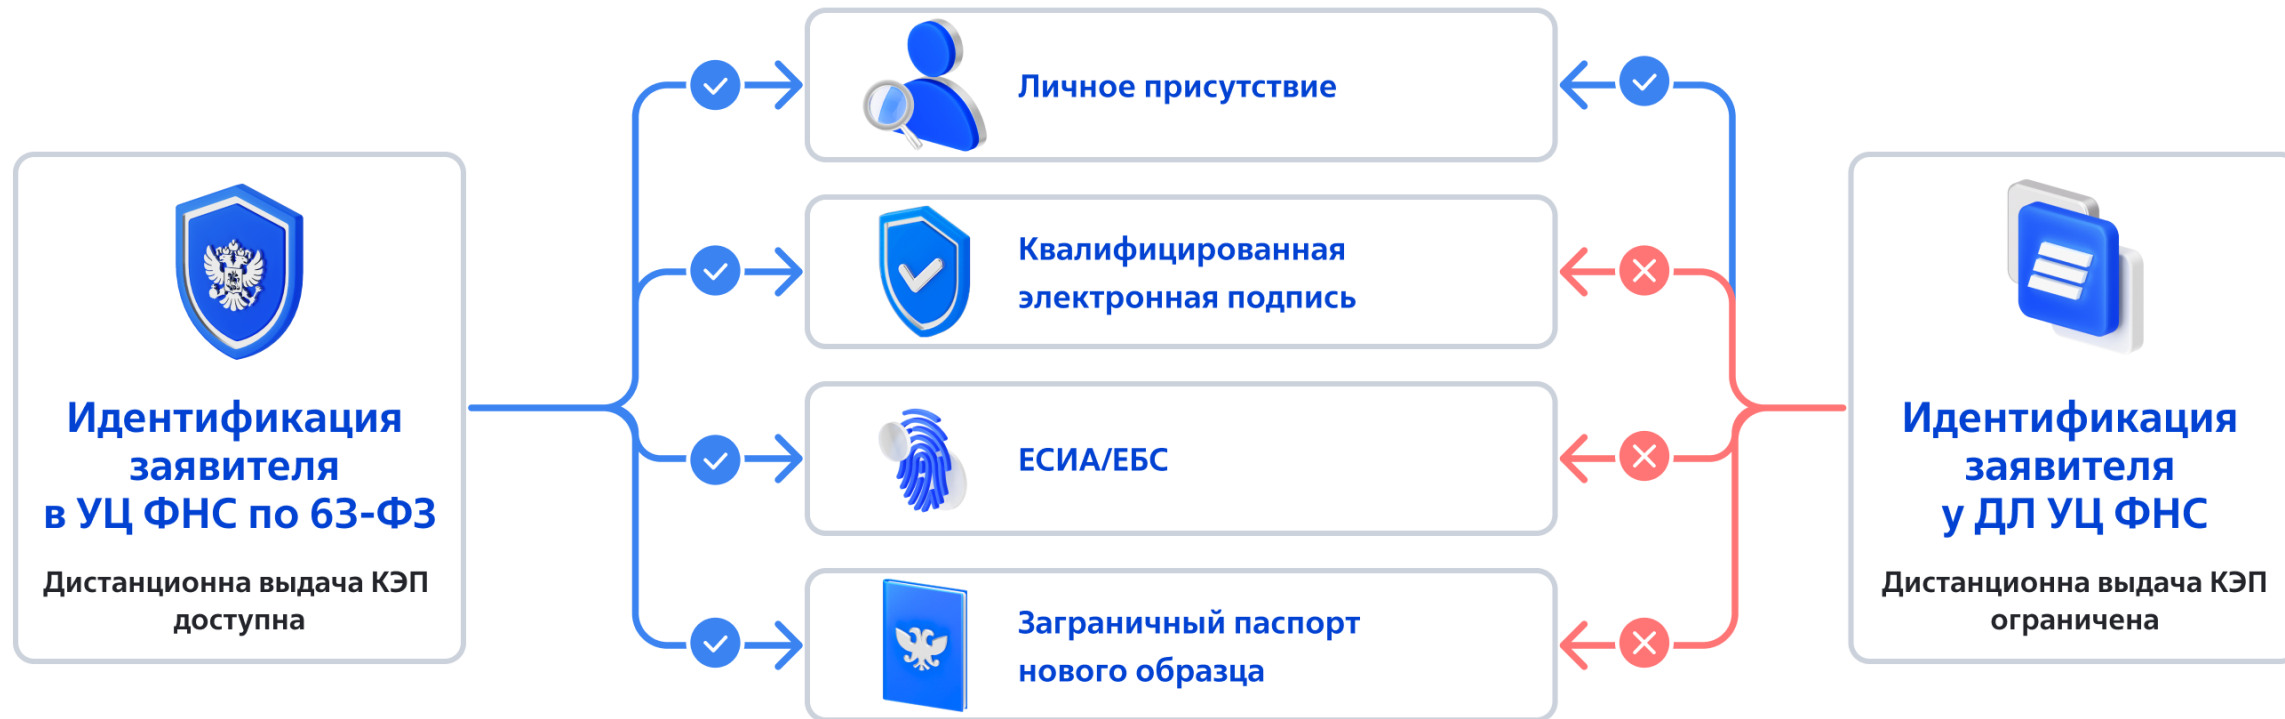 Идентификация
заявителя
в УЦ ФНС по 63-ФЗ
Дистанционна выдача КЭП
доступна
Личное присутствие
Квалифицированная
электронная подпись
ЕСИА/ЕБС
Заграничный паспорт
нового образца
Идентификация
заявителя
у ДЛ УЦ ФНС
Дистанционна выдача КЭП
ограничена